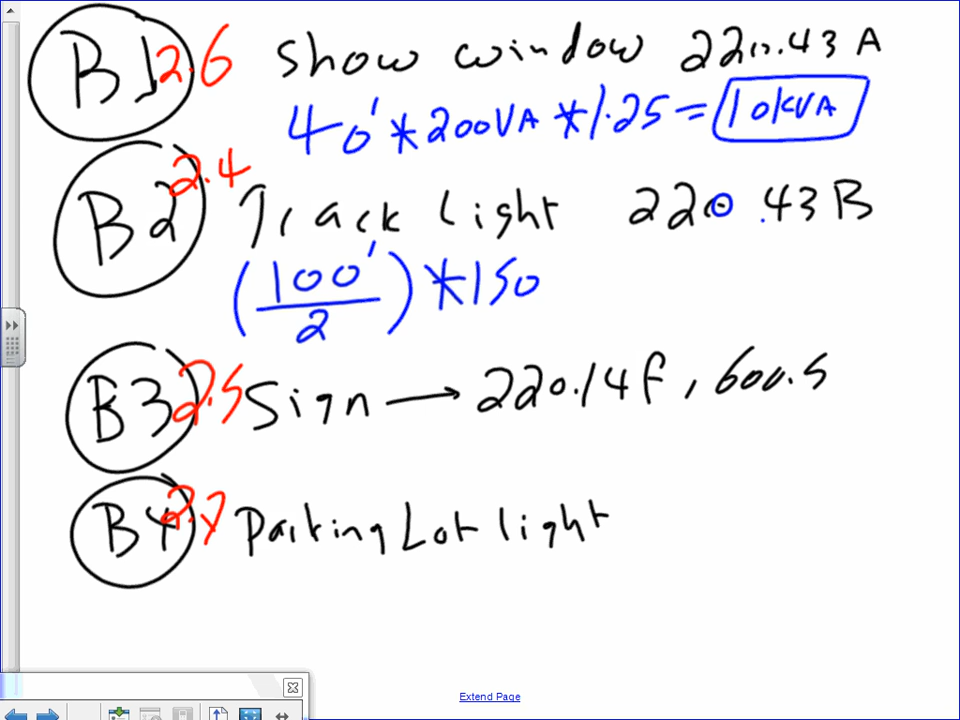 B1 2.6 Show window 220.43 A
40' * 200VA * 1.25 = 10kVA
B2 2.4 Track Light 220.43 B
(100'/2) * 150
B3 2.5 Sign → 220.14F, 600.5
B4 2.7 Parking Lot light
Extend Page